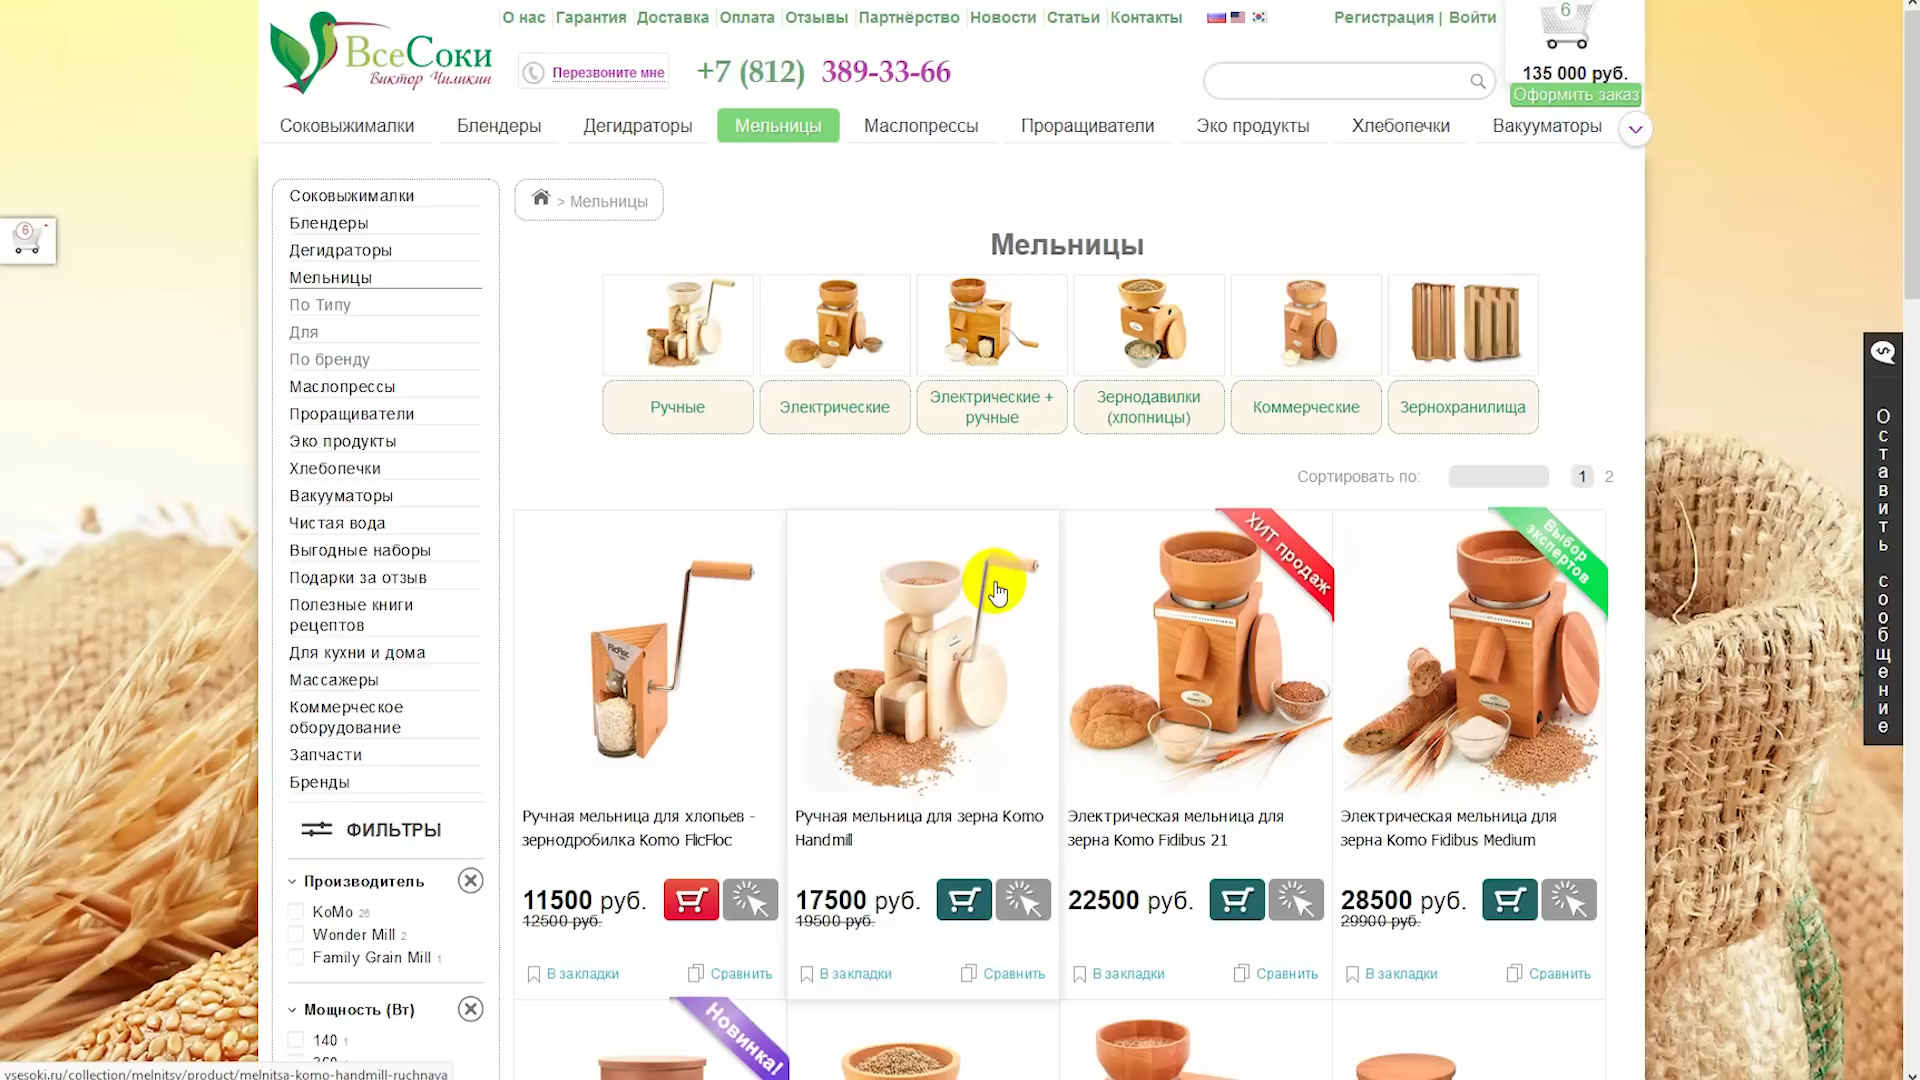 О нас Гарантия Доставка Оплата Отзывы Партнёрство Новости Статьи Контакты
Регистрация | Войти
6
ВсеСоки
Виктор Чиликин
Перезвоните мне
+7 (812) 389-33-66
135 000 руб.
Оформить заказ
Соковыжималки Блендеры Дегидраторы Мельницы Маслопрессы Проращиватели Эко продукты Хлебопечки Вакууматоры
6
Соковыжималки
Блендеры
Дегидраторы
Мельницы
По Типу
Для
По бренду
Маслопрессы
Проращиватели
Эко продукты
Хлебопечки
Вакууматоры
Чистая вода
Выгодные наборы
Подарки за отзыв
Полезные книги
рецептов
Для кухни и дома
Массажеры
Коммерческое
оборудование
Запчасти
Бренды
ФИЛЬТРЫ
Производитель
KoMo 26
Wonder Mill 2
Family Grain Mill 1
Мощность (Вт)
140 1
> Мельницы
Мельницы
Ручные
Электрические
Электрические +
ручные
Зернодавилки
(хлопницы)
Коммерческие
Зернохранилища
Сортировать по:
1 2
ХИТ продаж
Выбор
экспертов
FlicFloc
Ручная мельница для хлопьев -
зернодробилка Komo FlicFloc
11500 руб.
12500 руб.
В закладки Сравнить
Ручная мельница для зерна Komo
Handmill
17500 руб.
19500 руб.
В закладки Сравнить
Электрическая мельница для
зерна Komo Fidibus 21
22500 руб.
В закладки Сравнить
Электрическая мельница для
зерна Komo Fidibus Medium
28500 руб.
29900 руб.
В закладки Сравнить
Новинка!
Оставить сообщение
vsesoki.ru/collection/melnitsy/product/melnitsa-komo-handmill-ruchnaya